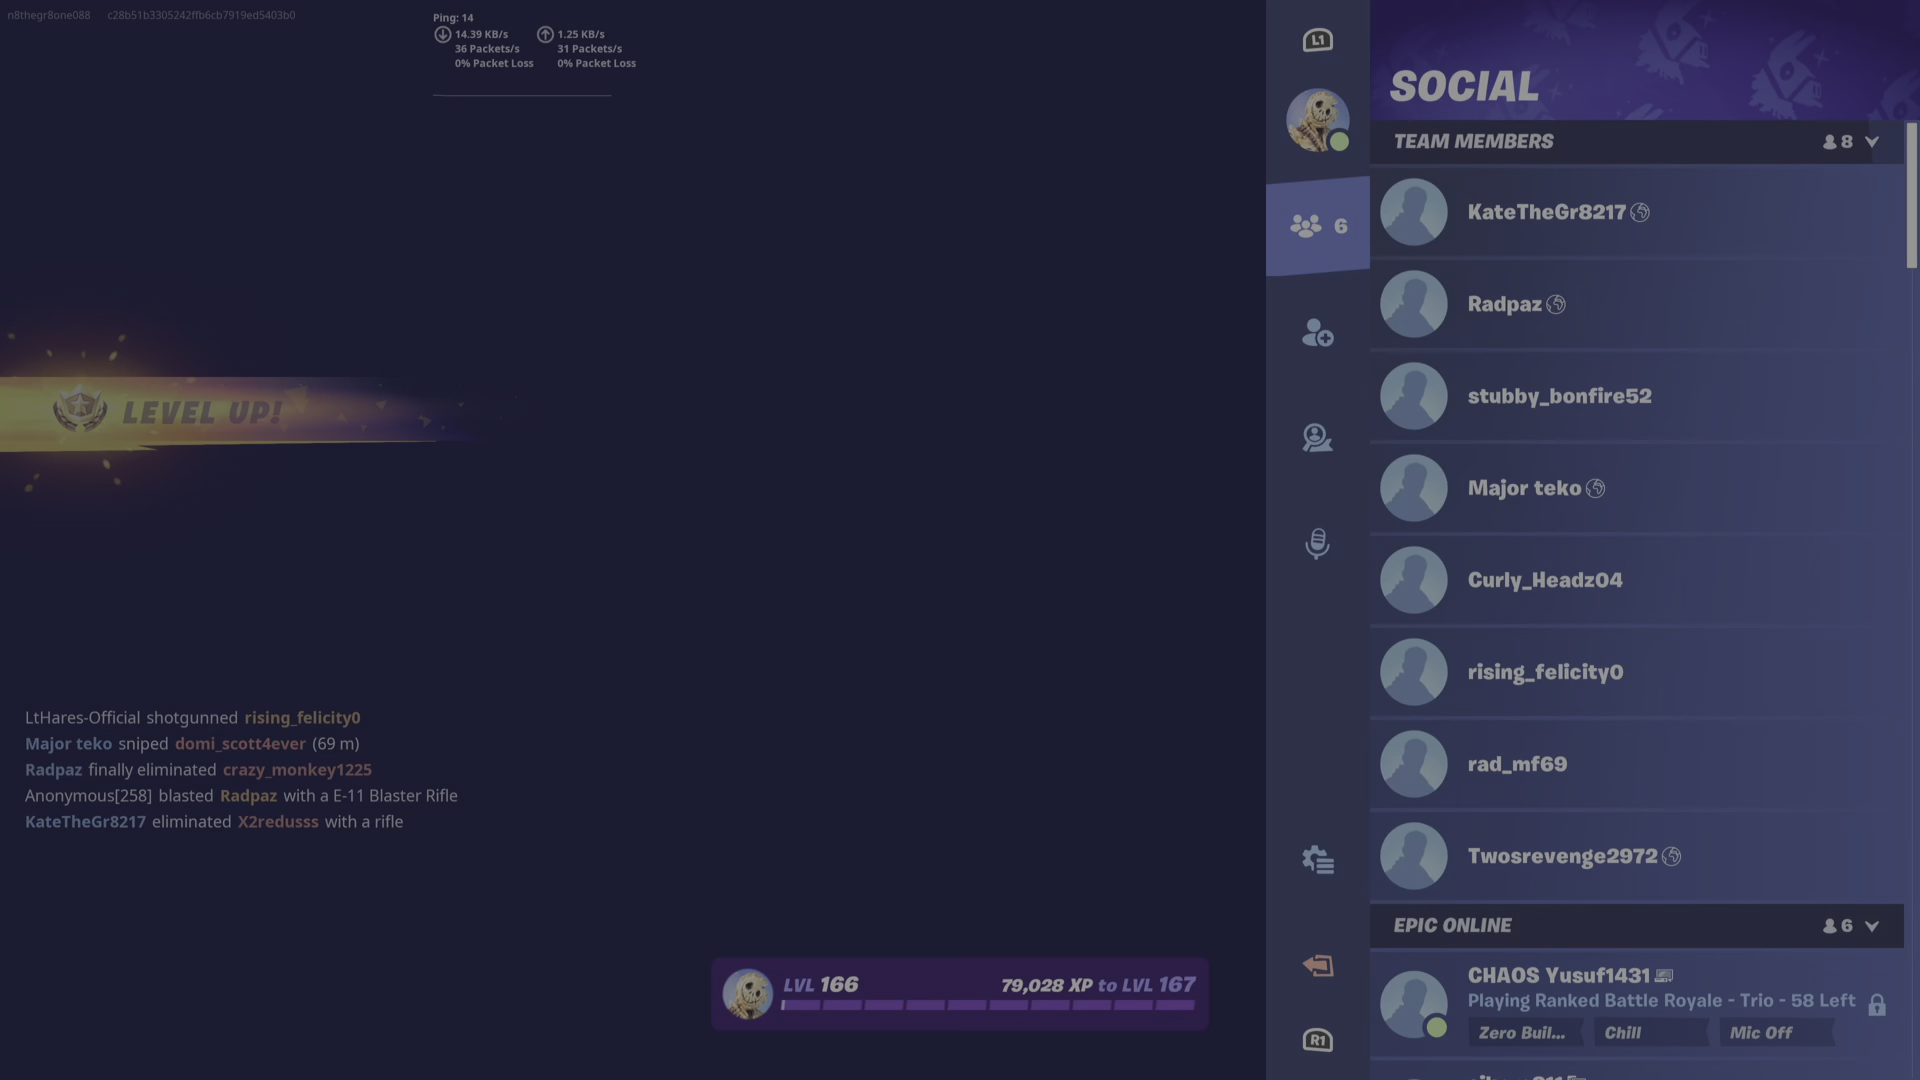 n8thegr8one088 c28b51b3305242ffb6cb7919ed5403b0
Ping: 14
14.39 KB/s 1.25 KB/s
36 Packets/s 31 Packets/s
0% Packet Loss 0% Packet Loss
LEVEL UP!
LtHares-Official shotgunned rising_felicity0
Major teko sniped domi_scott4ever (69 m)
Radpaz finally eliminated crazy_monkey1225
Anonymous[258] blasted Radpaz with a E-11 Blaster Rifle
KateTheGr8217 eliminated X2redusss with a rifle
LVL 166 79,028 XP to LVL 167
L1
6
R1
SOCIAL
TEAM MEMBERS 8
KateTheGr8217
Radpaz
stubby_bonfire52
Major teko
Curly_Headz04
rising_felicity0
rad_mf69
Twosrevenge2972
EPIC ONLINE 6
CHAOS Yusuf1431
Playing Ranked Battle Royale - Trio - 58 Left
Zero Buil... Chill Mic Off